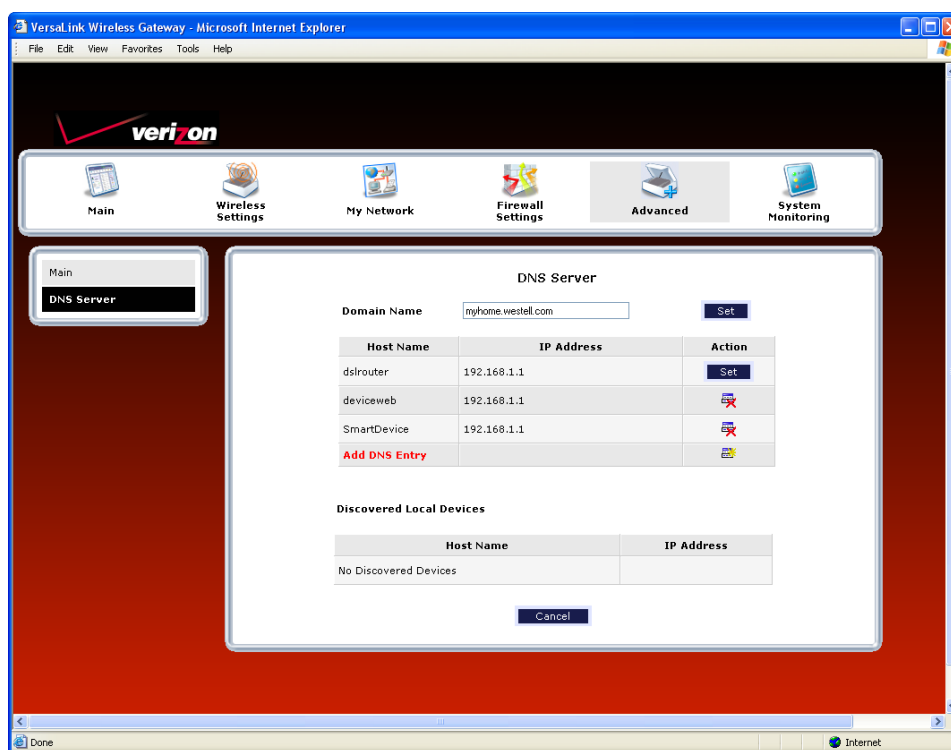 VersaLink Wireless Gateway - Microsoft Internet Explorer
File Edit View Favorites Tools Help
verizon
Main
Wireless Settings
My Network
Firewall Settings
Advanced
System Monitoring
Main
DNS Server
DNS Server
Domain Name myhome.westell.com Set
Host Name IP Address Action
dslrouter 192.168.1.1 Set
deviceweb 192.168.1.1
SmartDevice 192.168.1.1
Add DNS Entry
Discovered Local Devices
Host Name IP Address
No Discovered Devices
Cancel
Done Internet